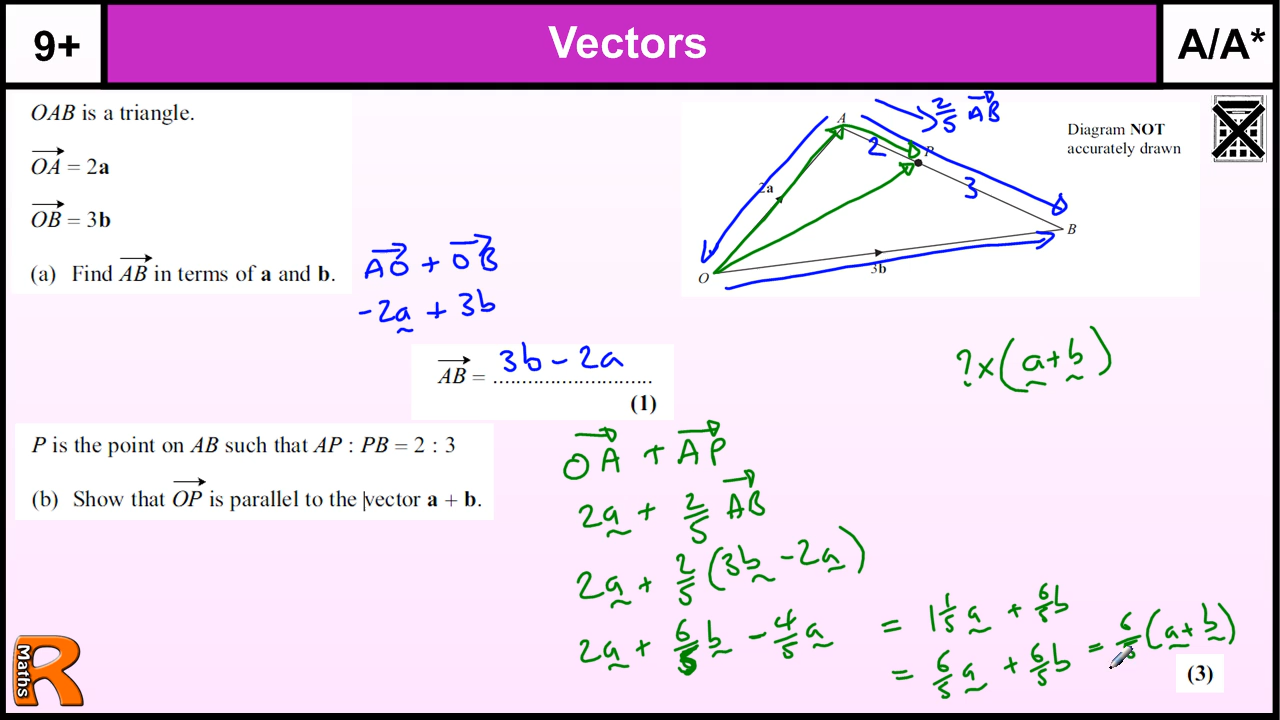 9+
Vectors
A/A*
OAB is a triangle.
OA = 2a
OB = 3b
(a) Find AB in terms of a and b.
AO + OB
-2a + 3b
AB = 3b - 2a
(1)
2/5 AB
A
2
P
3
2a
B
O
3b
Diagram NOT
accurately drawn
? x (a + b)
P is the point on AB such that AP : PB = 2 : 3
(b) Show that OP is parallel to the vector a + b.
OA + AP
2a + 2/5 AB
2a + 2/5 (3b - 2a)
2a + 6/5 b - 4/5 a
= 1 1/5 a + 6/5 b
= 6/5 a + 6/5 b = 6/5 (a + b)
(3)
R
Maths